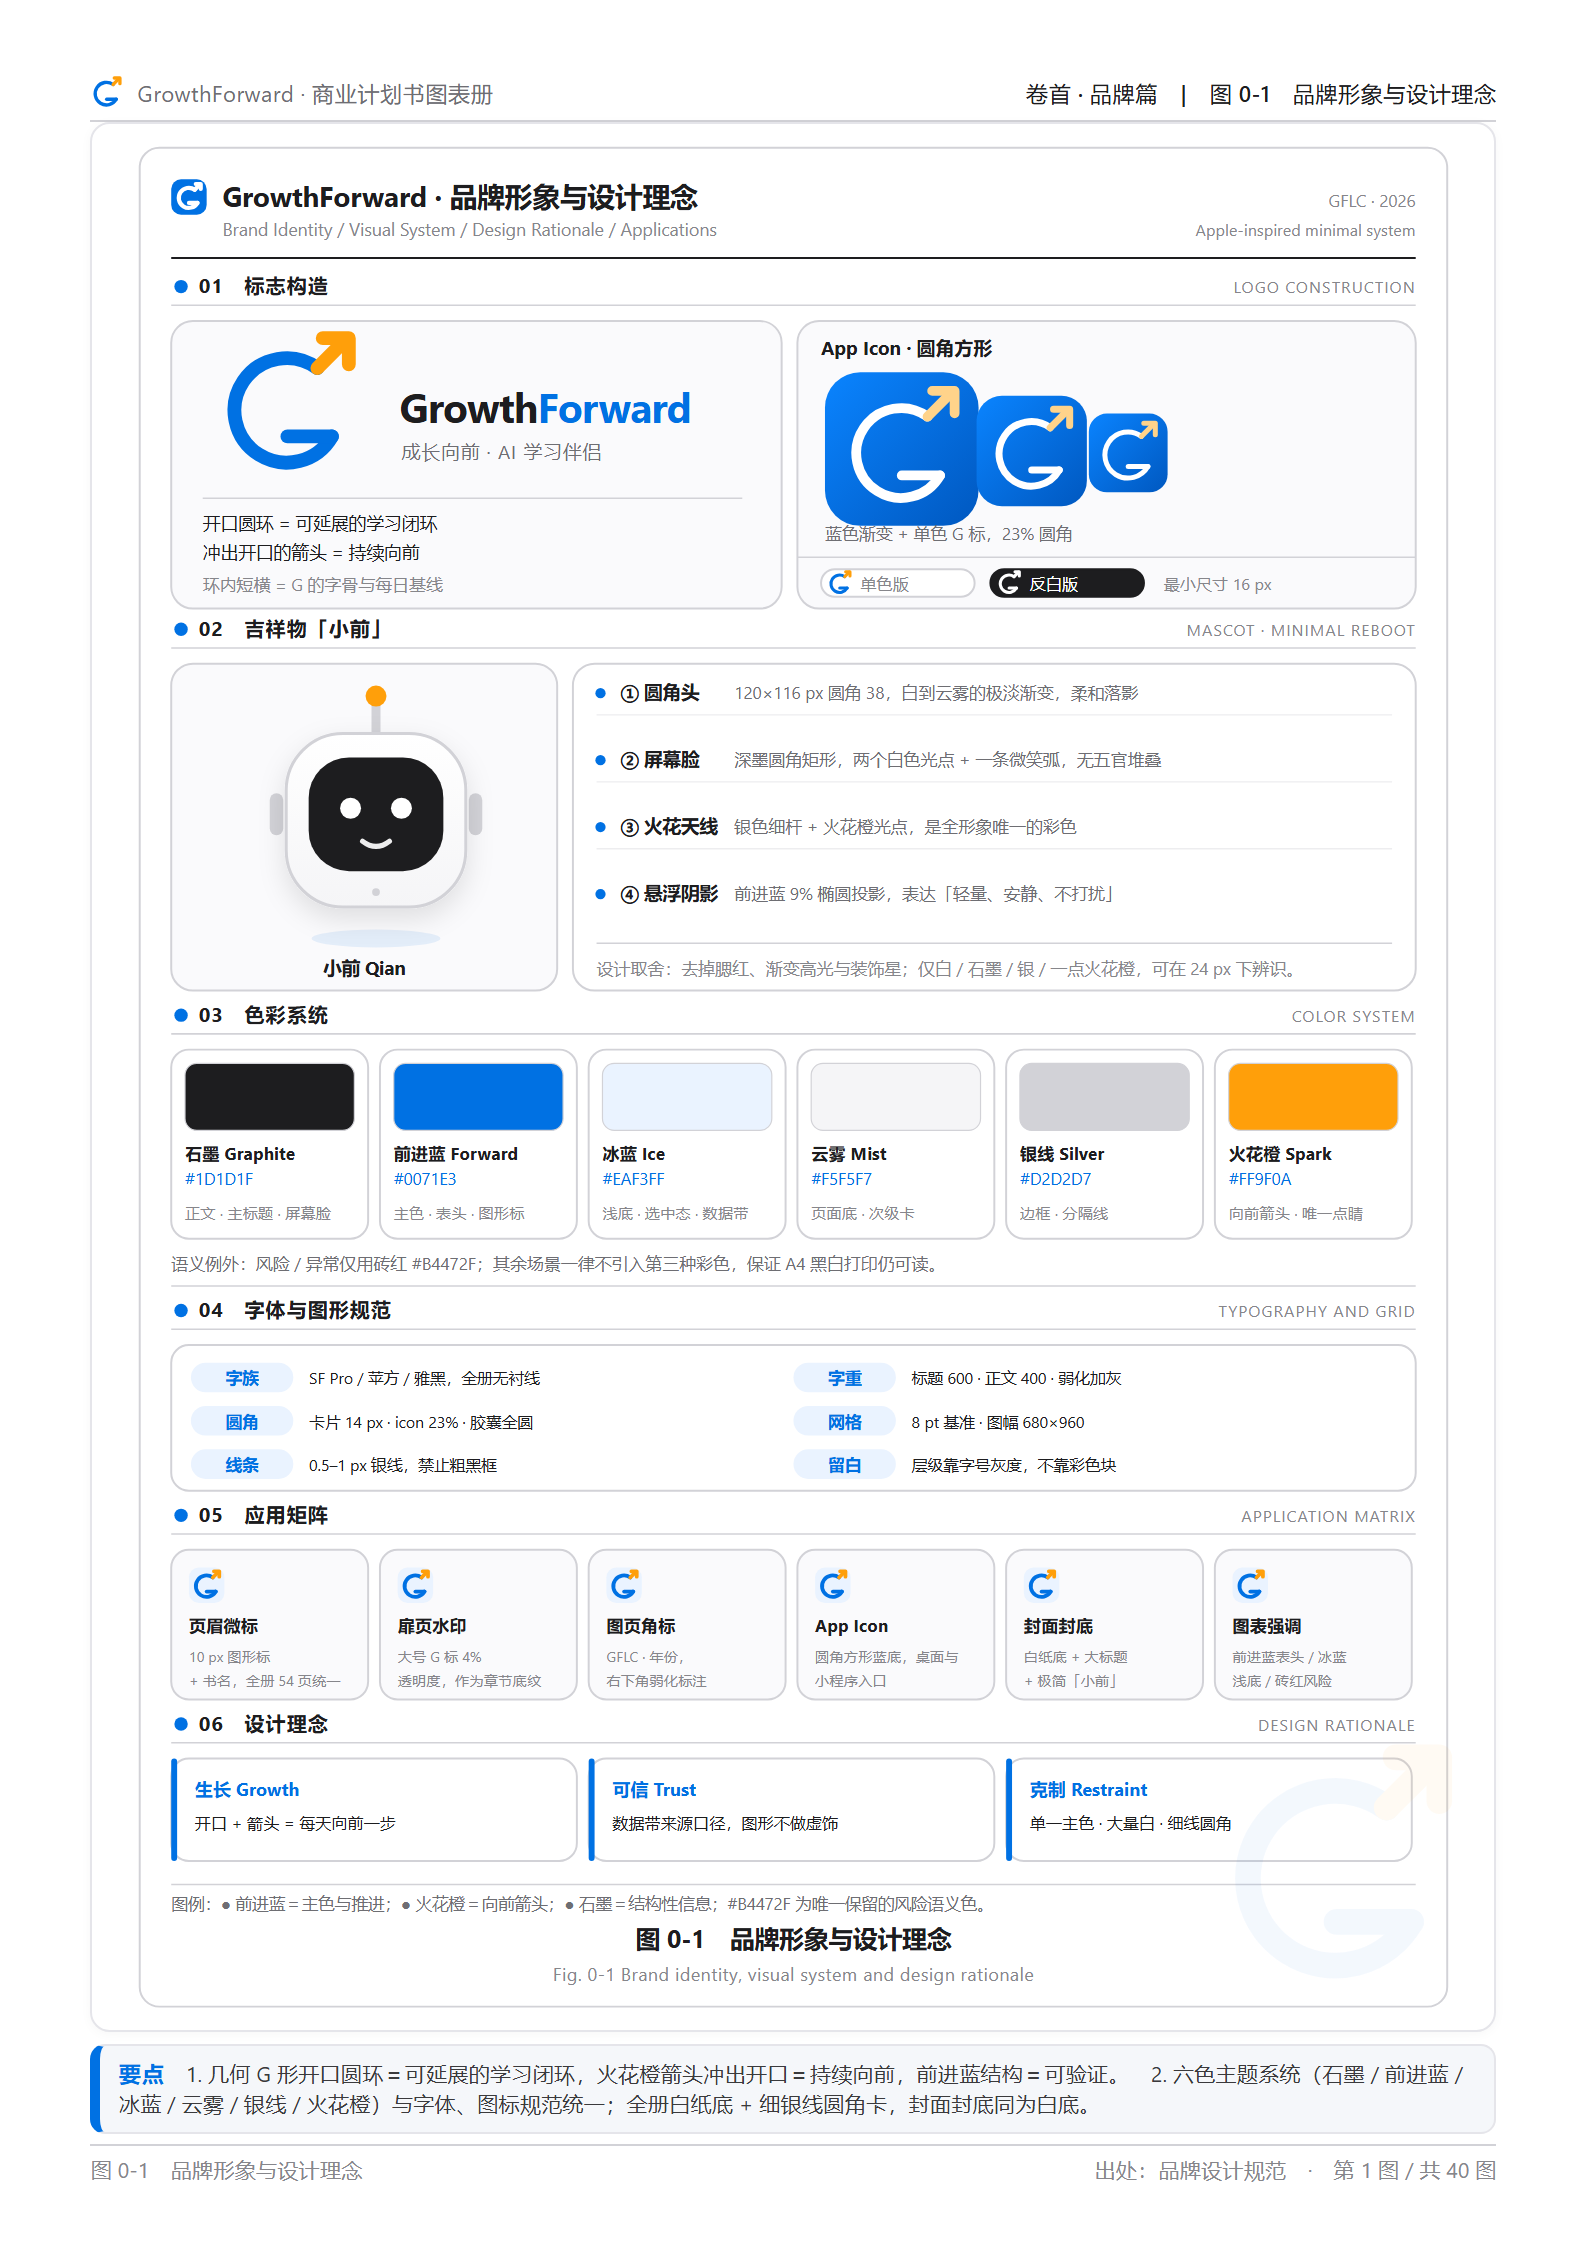 GrowthForward · 商业计划书图表册
卷首 · 品牌篇 | 图 0-1 品牌形象与设计理念
GrowthForward · 品牌形象与设计理念
Brand Identity / Visual System / Design Rationale / Applications
GFLC · 2026
Apple-inspired minimal system
01 标志构造
LOGO CONSTRUCTION
GrowthForward
成长向前 · AI 学习伴侣
开口圆环 = 可延展的学习闭环
冲出开口的箭头 = 持续向前
环内短横 = G 的字骨与每日基线
App Icon · 圆角方形
蓝色渐变 + 单色 G 标，23% 圆角
单色版
反白版
最小尺寸 16 px
02 吉祥物「小前」
MASCOT · MINIMAL REBOOT
小前 Qian
① 圆角头 120×116 px 圆角 38，白到云雾的极淡渐变，柔和落影
② 屏幕脸 深墨圆角矩形，两个白色光点 + 一条微笑弧，无五官堆叠
③ 火花天线 银色细杆 + 火花橙光点，是全形象唯一的彩色
④ 悬浮阴影 前进蓝 9% 椭圆投影，表达「轻量、安静、不打扰」
设计取舍：去掉腮红、渐变高光与装饰星；仅白 / 石墨 / 银 / 一点火花橙，可在 24 px 下辨识。
03 色彩系统
COLOR SYSTEM
石墨 Graphite
#1D1D1F
正文 · 主标题 · 屏幕脸
前进蓝 Forward
#0071E3
主色 · 表头 · 图形标
冰蓝 Ice
#EAF3FF
浅底 · 选中态 · 数据带
云雾 Mist
#F5F5F7
页面底 · 次级卡
银线 Silver
#D2D2D7
边框 · 分隔线
火花橙 Spark
#FF9F0A
向前箭头 · 唯一点睛
语义例外：风险 / 异常仅用砖红 #B4472F；其余场景一律不引入第三种彩色，保证 A4 黑白打印仍可读。
04 字体与图形规范
TYPOGRAPHY AND GRID
字族 SF Pro / 苹方 / 雅黑，全册无衬线
字重 标题 600 · 正文 400 · 弱化加灰
圆角 卡片 14 px · icon 23% · 胶囊全圆
网格 8 pt 基准 · 图幅 680×960
线条 0.5–1 px 银线，禁止粗黑框
留白 层级靠字号灰度，不靠彩色块
05 应用矩阵
APPLICATION MATRIX
页眉微标
10 px 图形标
+ 书名，全册 54 页统一
扉页水印
大号 G 标 4%
透明度，作为章节底纹
图页角标
GFLC · 年份，
右下角弱化标注
App Icon
圆角方形蓝底，桌面与
小程序入口
封面封底
白纸底 + 大标题
+ 极简「小前」
图表强调
前进蓝表头 / 冰蓝
浅底 / 砖红风险
06 设计理念
DESIGN RATIONALE
生长 Growth
开口 + 箭头 = 每天向前一步
可信 Trust
数据带来源口径，图形不做虚饰
克制 Restraint
单一主色 · 大量白 · 细线圆角
图例：● 前进蓝 = 主色与推进；● 火花橙 = 向前箭头；● 石墨 = 结构性信息；#B4472F 为唯一保留的风险语义色。
图 0-1 品牌形象与设计理念
Fig. 0-1 Brand identity, visual system and design rationale
要点 1. 几何 G 形开口圆环 = 可延展的学习闭环，火花橙箭头冲出开口 = 持续向前，前进蓝结构 = 可验证。 2. 六色主题系统（石墨 / 前进蓝 /
冰蓝 / 云雾 / 银线 / 火花橙）与字体、图标规范统一；全册白纸底 + 细银线圆角卡，封面封底同为白底。
图 0-1 品牌形象与设计理念
出处：品牌设计规范 · 第 1 图 / 共 40 图